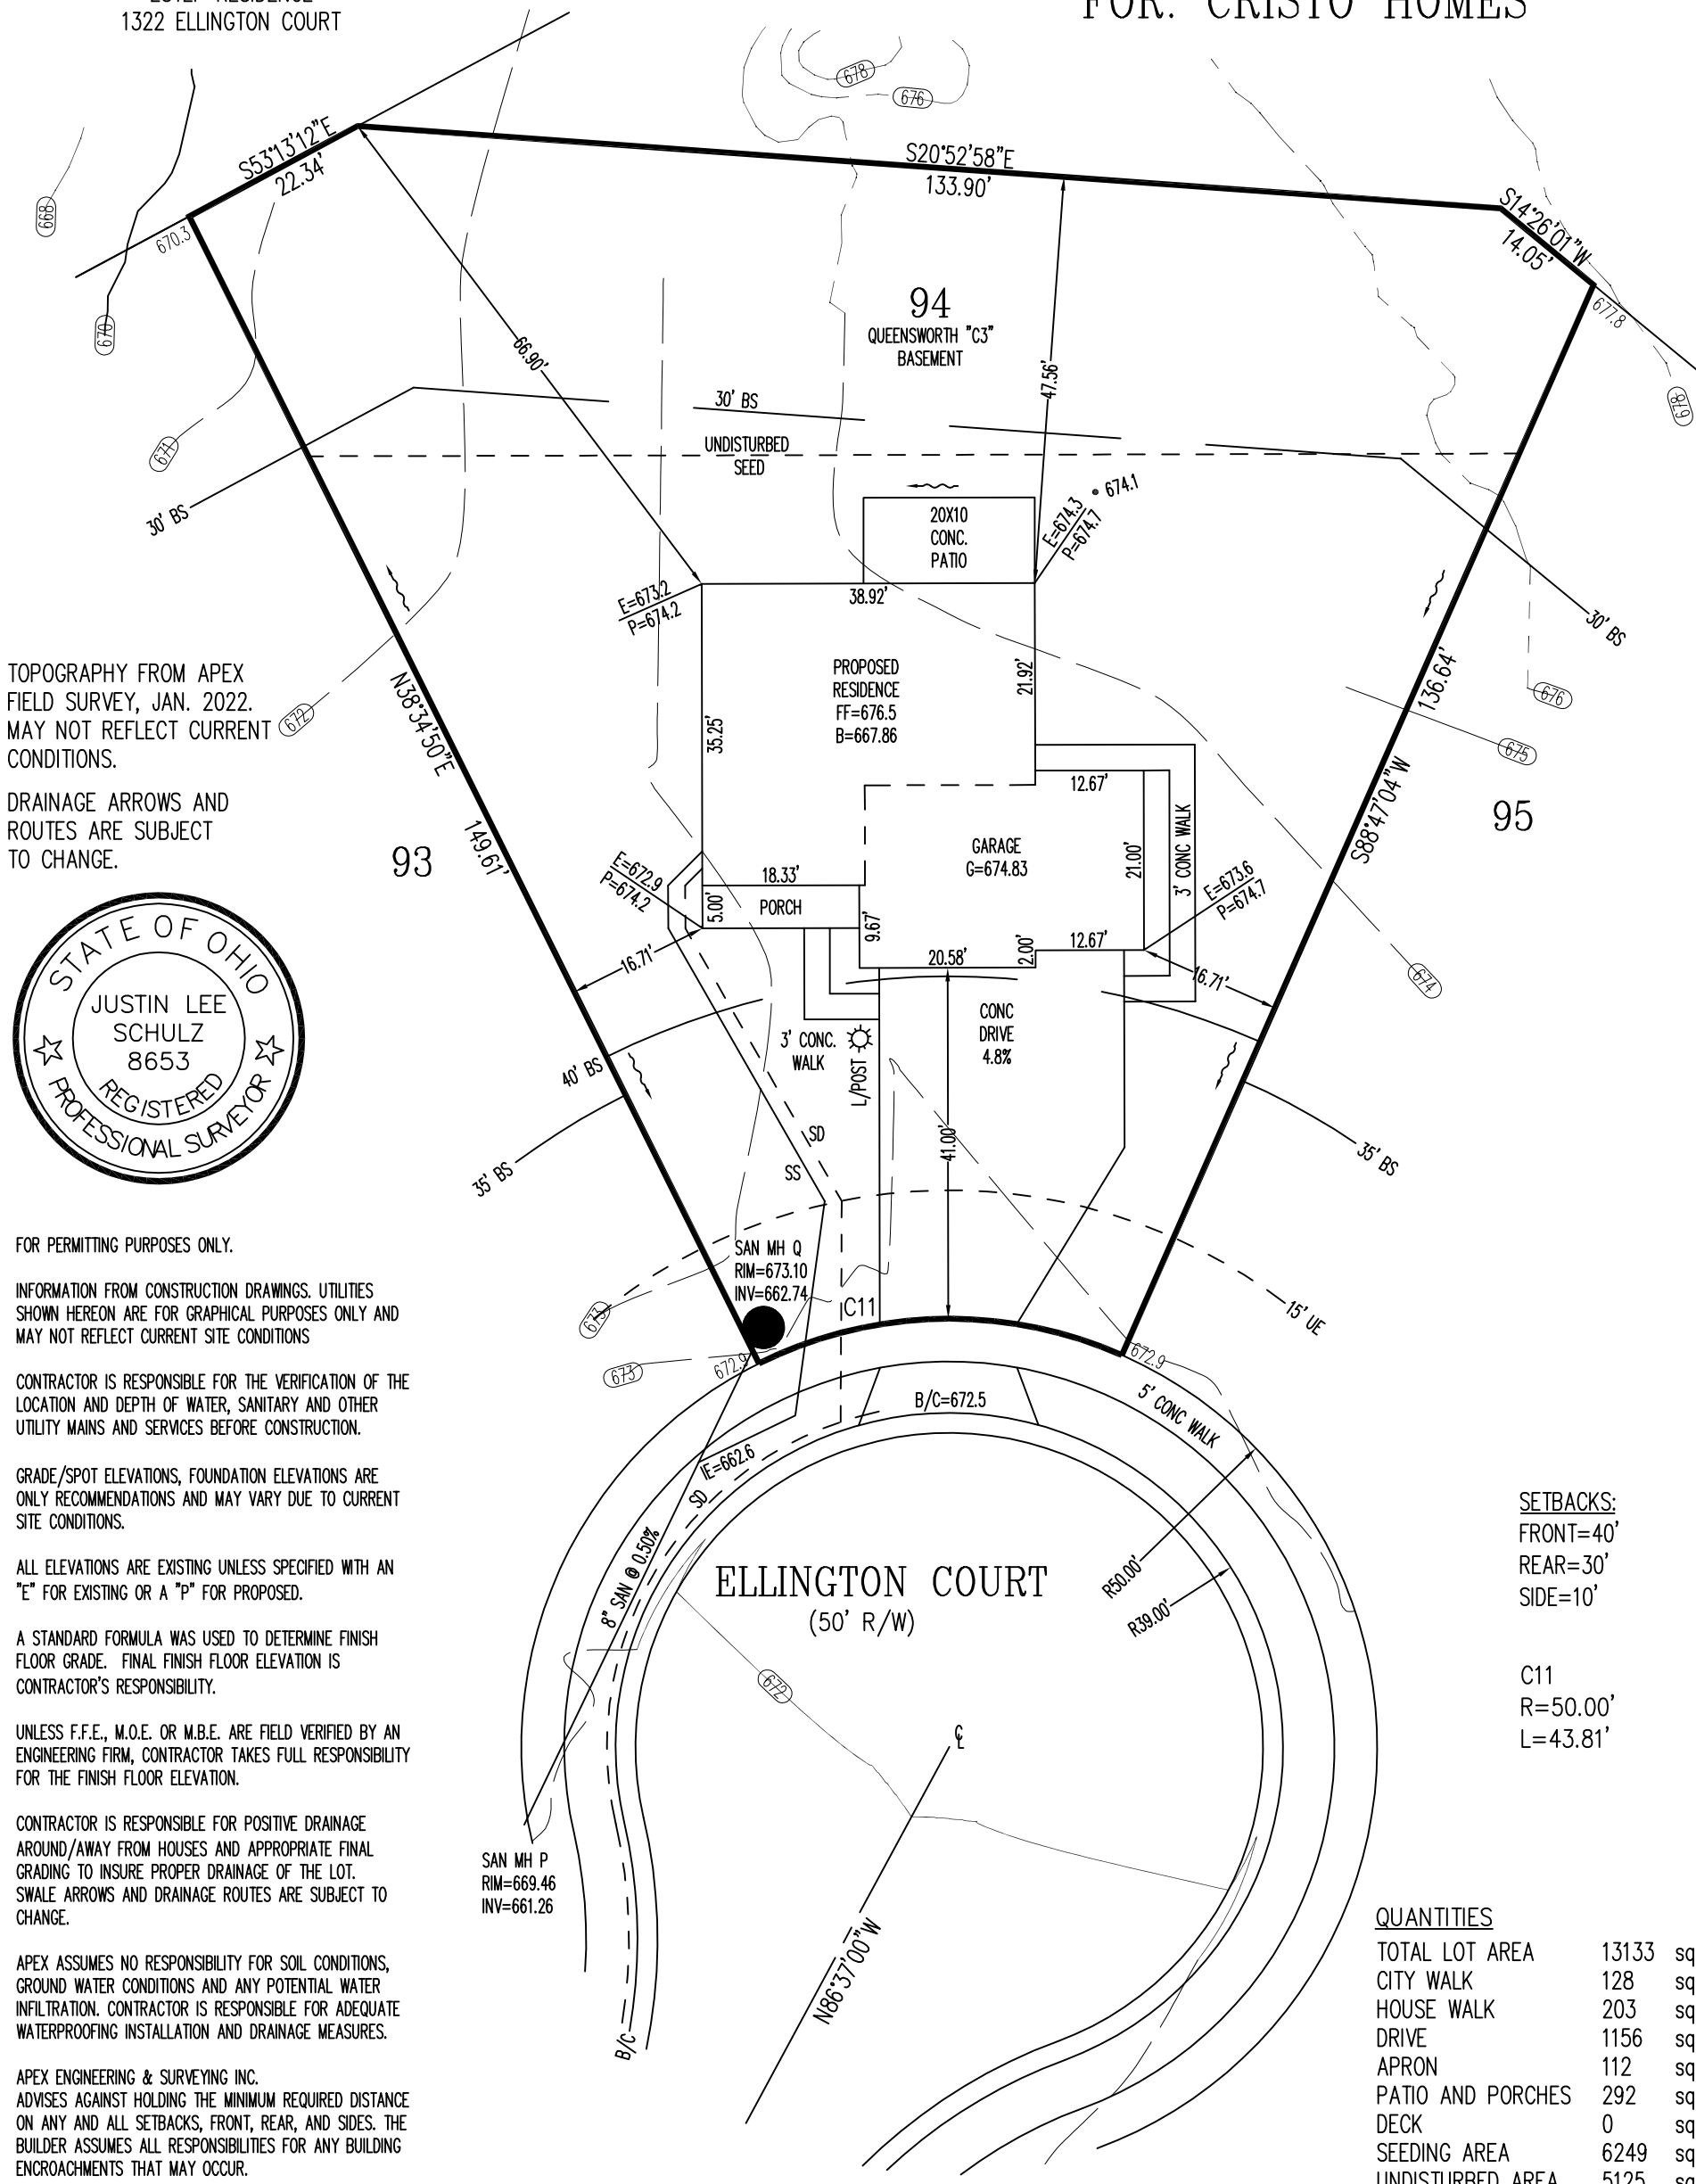 1322 ELLINGTON COURT
FOR: CRISTO HOMES
678
676
S53°13'12"E
22.34'
S20°52'58"E
133.90'
S14°26'01"W
14.05'
668
670.3
677.8
670
94
QUEENSWORTH "C3"
BASEMENT
66.90'
47.56'
678
30' BS
671
UNDISTURBED
SEED
30' BS
20X10
CONC.
PATIO
E=674.3
P=674.7
674.1
38.92'
E=673.2
P=674.2
30' BS
TOPOGRAPHY FROM APEX
FIELD SURVEY, JAN. 2022.
MAY NOT REFLECT CURRENT
CONDITIONS.
672
N38°34'50"E
149.61'
PROPOSED
RESIDENCE
FF=676.5
B=667.86
21.92'
35.25'
136.64'
S88°47'04"W
676
675
12.67'
DRAINAGE ARROWS AND
ROUTES ARE SUBJECT
TO CHANGE.
93
95
GARAGE
G=674.83
21.00'
3' CONC WALK
E=672.9
P=674.2
18.33'
5.00'
PORCH
9.67'
E=673.6
P=674.7
16.71'
20.58'
2.00'
12.67'
16.71'
674
STATE OF OHIO
JUSTIN LEE
SCHULZ
8653
REGISTERED
PROFESSIONAL SURVEYOR
CONC
DRIVE
4.8%
3' CONC.
WALK
L/POST
40' BS
41.00'
SD
SS
35' BS
35' BS
SAN MH Q
RIM=673.10
INV=662.74
C11
673
15' UE
673
672.9
672.9
B/C=672.5
5' CONC WALK
IE=662.6
SD
8" SAN @ 0.50%
R50.00'
R39.00'
ELLINGTON COURT
(50' R/W)
672
℄
N86°37'00"W
SAN MH P
RIM=669.46
INV=661.26
B/C
FOR PERMITTING PURPOSES ONLY.
INFORMATION FROM CONSTRUCTION DRAWINGS. UTILITIES
SHOWN HEREON ARE FOR GRAPHICAL PURPOSES ONLY AND
MAY NOT REFLECT CURRENT SITE CONDITIONS
CONTRACTOR IS RESPONSIBLE FOR THE VERIFICATION OF THE
LOCATION AND DEPTH OF WATER, SANITARY AND OTHER
UTILITY MAINS AND SERVICES BEFORE CONSTRUCTION.
GRADE/SPOT ELEVATIONS, FOUNDATION ELEVATIONS ARE
ONLY RECOMMENDATIONS AND MAY VARY DUE TO CURRENT
SITE CONDITIONS.
ALL ELEVATIONS ARE EXISTING UNLESS SPECIFIED WITH AN
"E" FOR EXISTING OR A "P" FOR PROPOSED.
A STANDARD FORMULA WAS USED TO DETERMINE FINISH
FLOOR GRADE. FINAL FINISH FLOOR ELEVATION IS
CONTRACTOR'S RESPONSIBILITY.
UNLESS F.F.E., M.O.E. OR M.B.E. ARE FIELD VERIFIED BY AN
ENGINEERING FIRM, CONTRACTOR TAKES FULL RESPONSIBILITY
FOR THE FINISH FLOOR ELEVATION.
CONTRACTOR IS RESPONSIBLE FOR POSITIVE DRAINAGE
AROUND/AWAY FROM HOUSES AND APPROPRIATE FINAL
GRADING TO INSURE PROPER DRAINAGE OF THE LOT.
SWALE ARROWS AND DRAINAGE ROUTES ARE SUBJECT TO
CHANGE.
APEX ASSUMES NO RESPONSIBILITY FOR SOIL CONDITIONS,
GROUND WATER CONDITIONS AND ANY POTENTIAL WATER
INFILTRATION. CONTRACTOR IS RESPONSIBLE FOR ADEQUATE
WATERPROOFING INSTALLATION AND DRAINAGE MEASURES.
APEX ENGINEERING & SURVEYING INC.
ADVISES AGAINST HOLDING THE MINIMUM REQUIRED DISTANCE
ON ANY AND ALL SETBACKS, FRONT, REAR, AND SIDES. THE
BUILDER ASSUMES ALL RESPONSIBILITIES FOR ANY BUILDING
ENCROACHMENTS THAT MAY OCCUR.
SETBACKS:
FRONT=40'
REAR=30'
SIDE=10'
C11
R=50.00'
L=43.81'
QUANTITIES
TOTAL LOT AREA 13133 sq
CITY WALK 128 sq
HOUSE WALK 203 sq
DRIVE 1156 sq
APRON 112 sq
PATIO AND PORCHES 292 sq
DECK 0 sq
SEEDING AREA 6249 sq
UNDISTURBED AREA 5125 sq